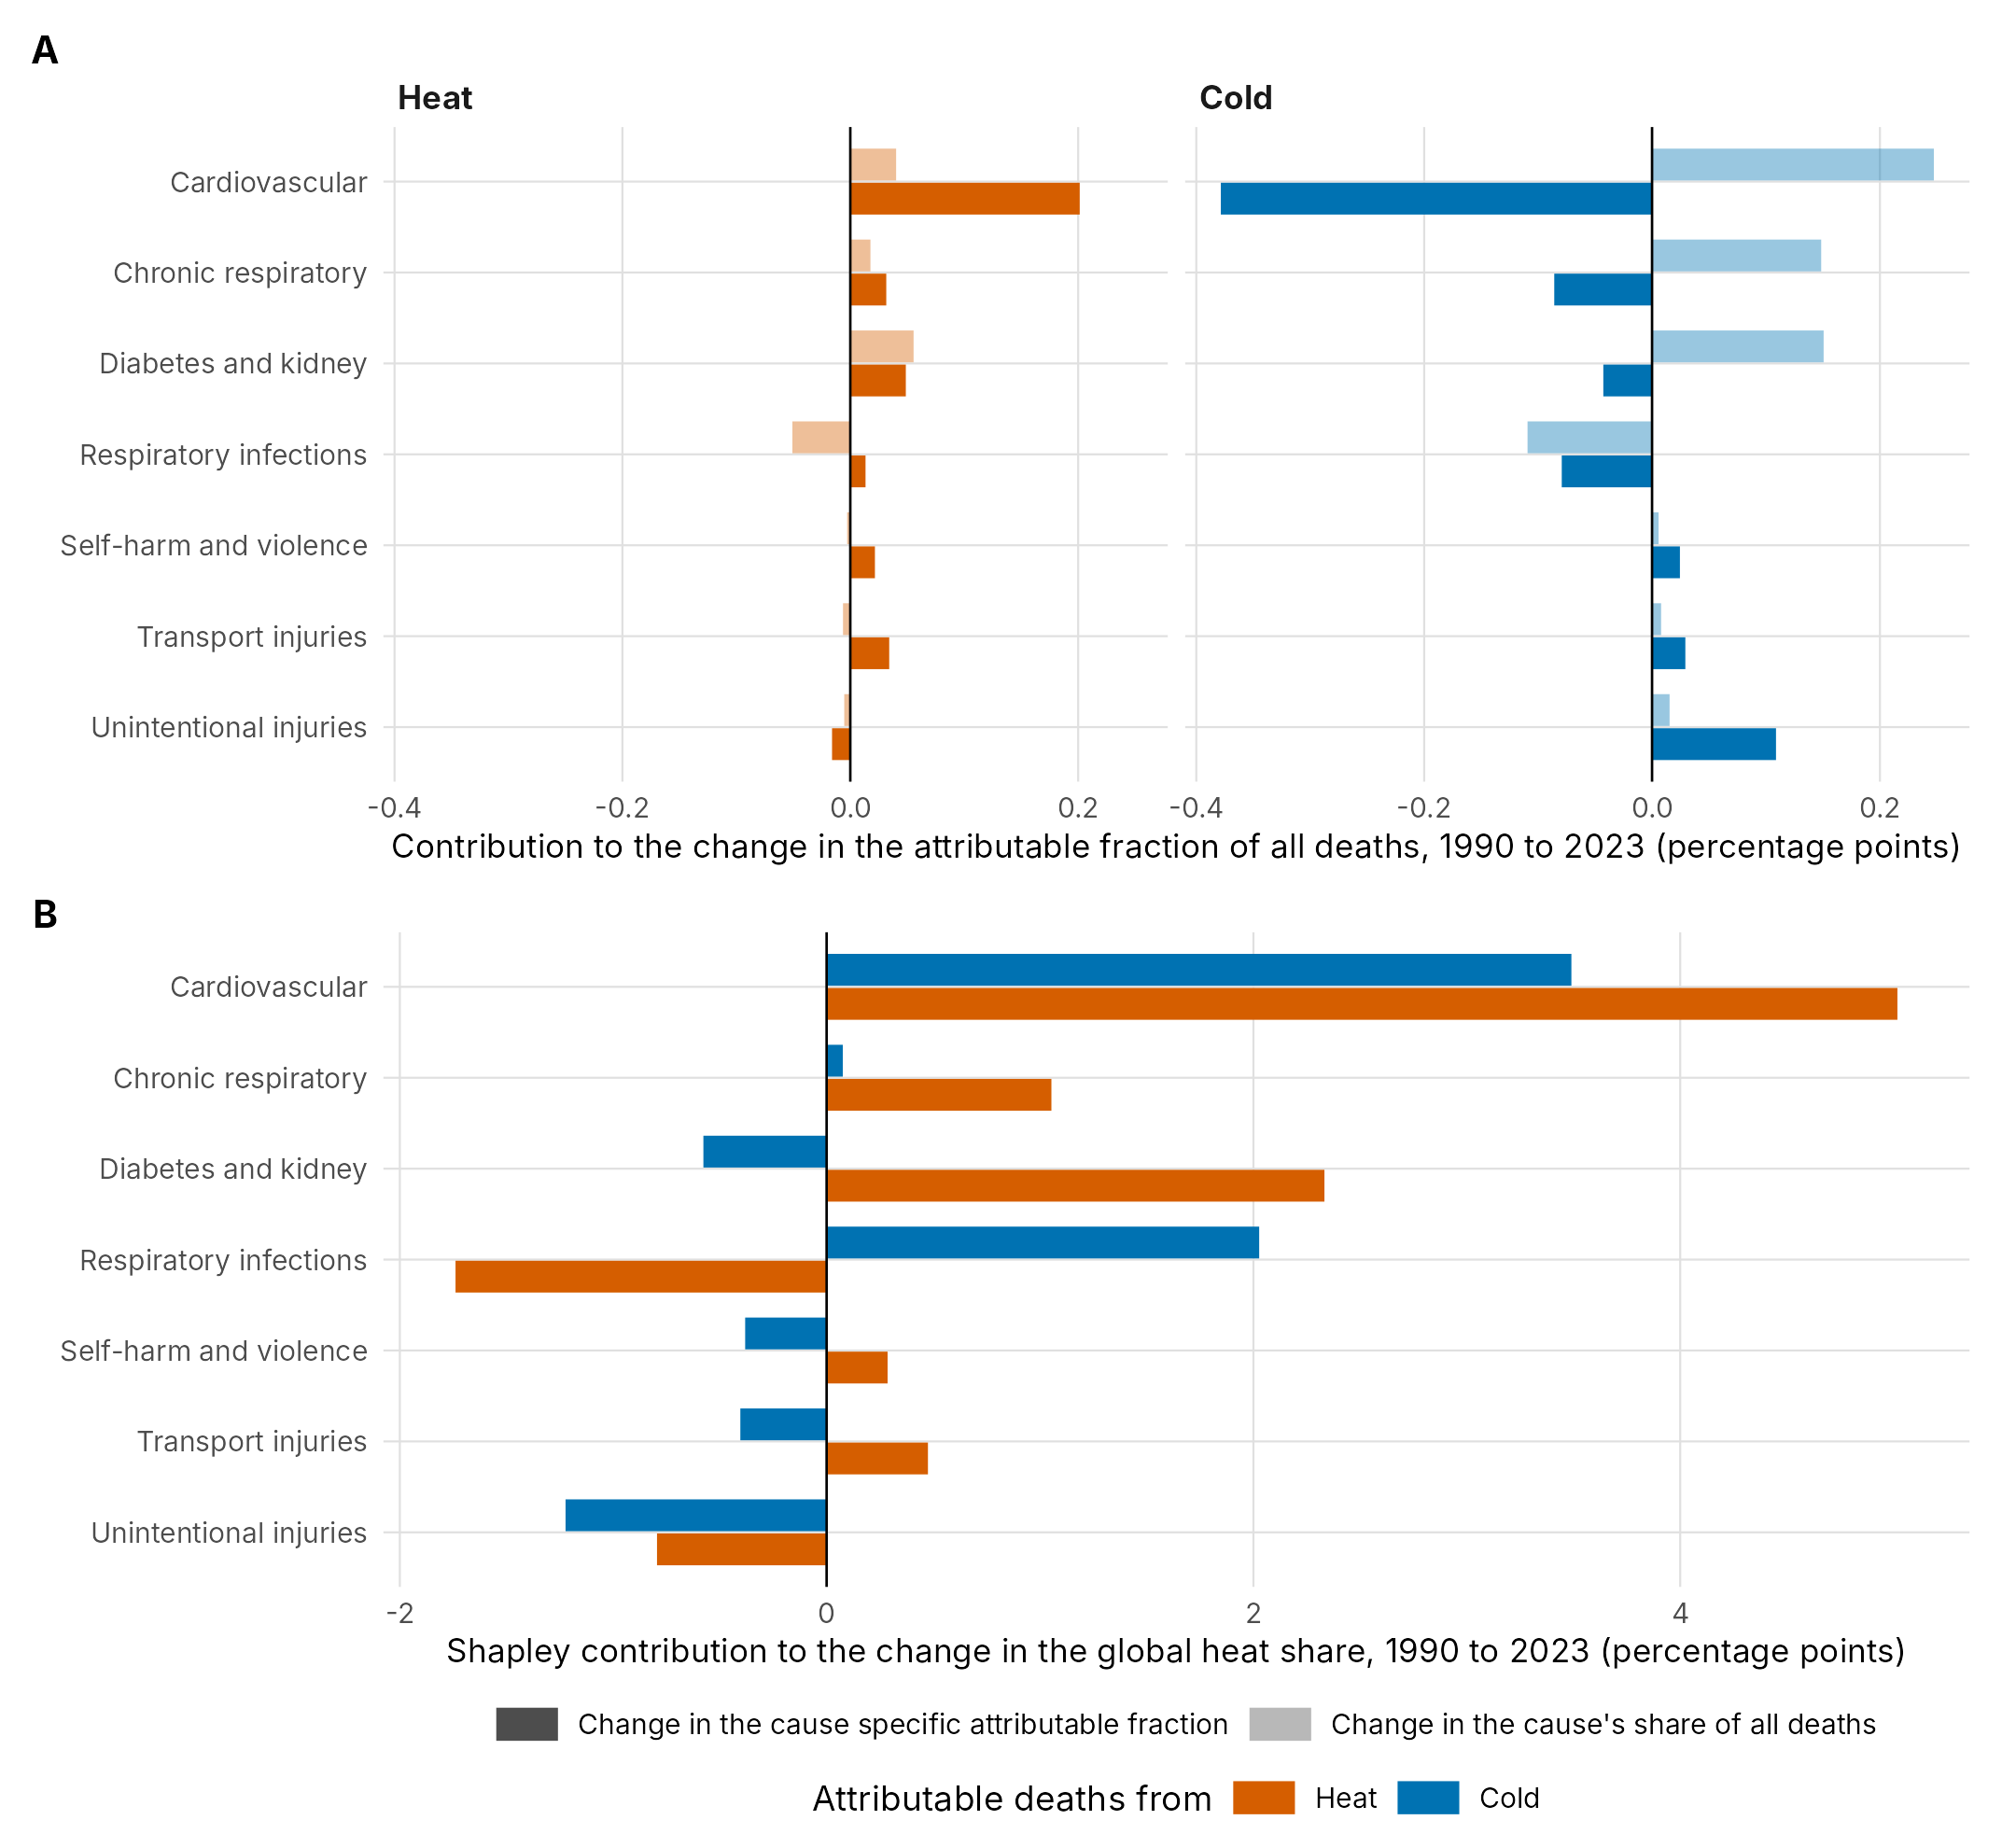 A
Heat
Cold
Cardiovascular
Chronic respiratory
Diabetes and kidney
Respiratory infections
Self-harm and violence
Transport injuries
Unintentional injuries
-0.4 -0.2 0.0 0.2 -0.4 -0.2 0.0 0.2
Contribution to the change in the attributable fraction of all deaths, 1990 to 2023 (percentage points)
B
Cardiovascular
Chronic respiratory
Diabetes and kidney
Respiratory infections
Self-harm and violence
Transport injuries
Unintentional injuries
-2 0 2 4
Shapley contribution to the change in the global heat share, 1990 to 2023 (percentage points)
Change in the cause specific attributable fraction Change in the cause's share of all deaths
Attributable deaths from Heat Cold